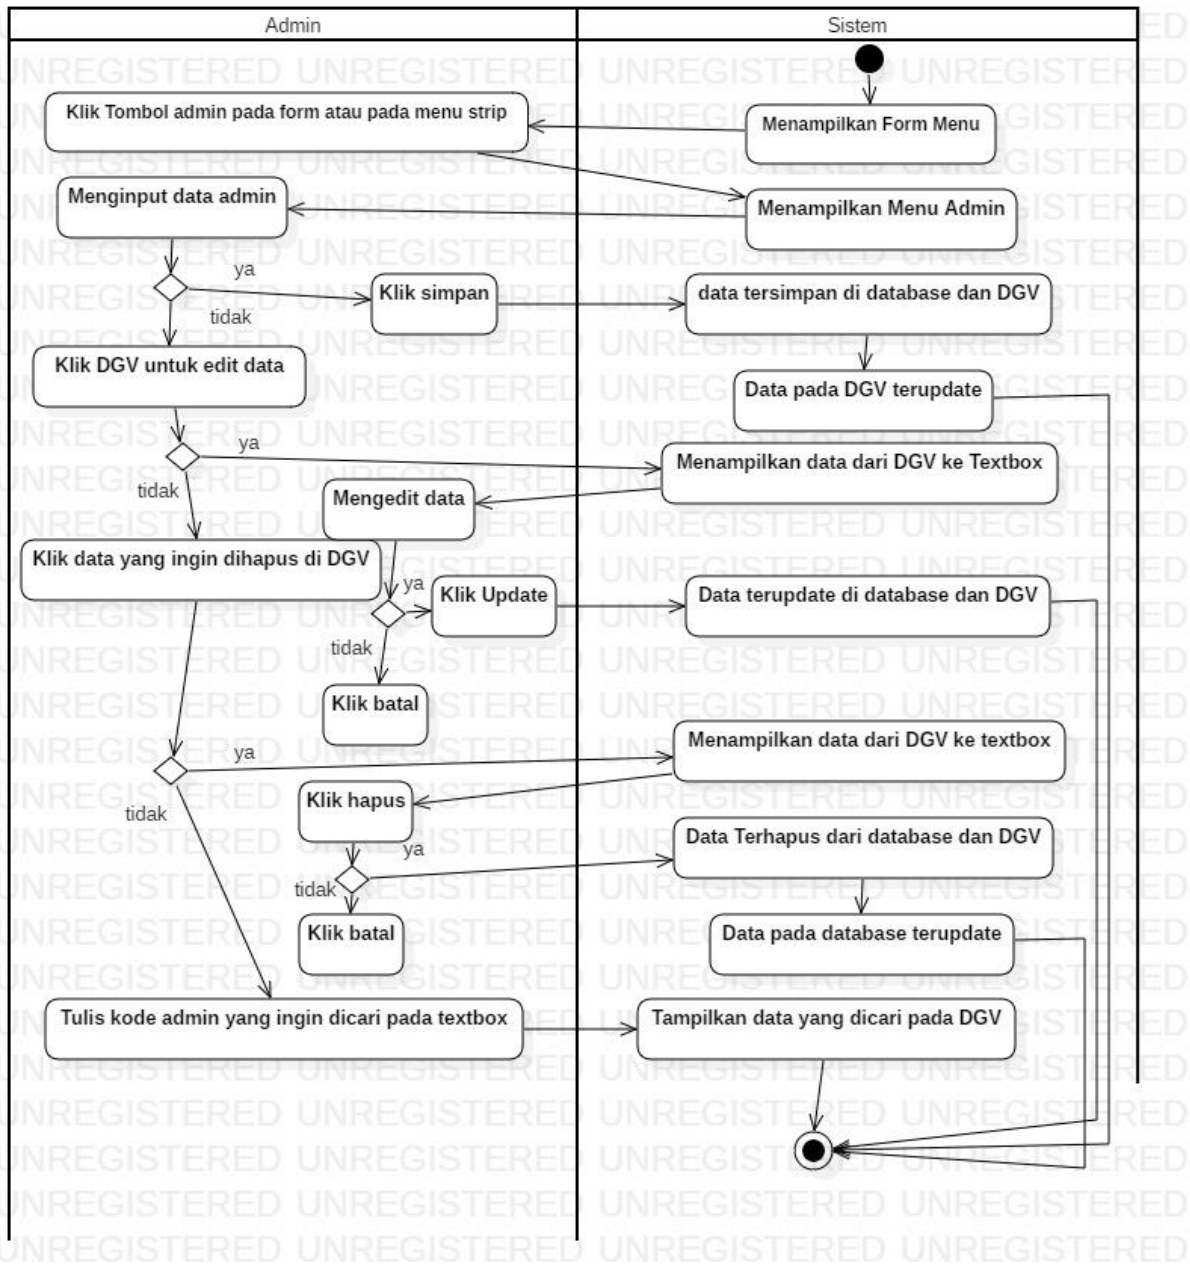 Admin
Sistem
Menampilkan Form Menu
Klik Tombol admin pada form atau pada menu strip
Menampilkan Menu Admin
Menginput data admin
ya
Klik simpan
data tersimpan di database dan DGV
tidak
Klik DGV untuk edit data
Data pada DGV terupdate
ya
Menampilkan data dari DGV ke Textbox
tidak
Mengedit data
Klik data yang ingin dihapus di DGV
ya
Klik Update
Data terupdate di database dan DGV
tidak
Klik batal
ya
Menampilkan data dari DGV ke textbox
tidak
Klik hapus
ya
Data Terhapus dari database dan DGV
tidak
Klik batal
Data pada database terupdate
Tulis kode admin yang ingin dicari pada textbox
Tampilkan data yang dicari pada DGV
UNREGISTERED